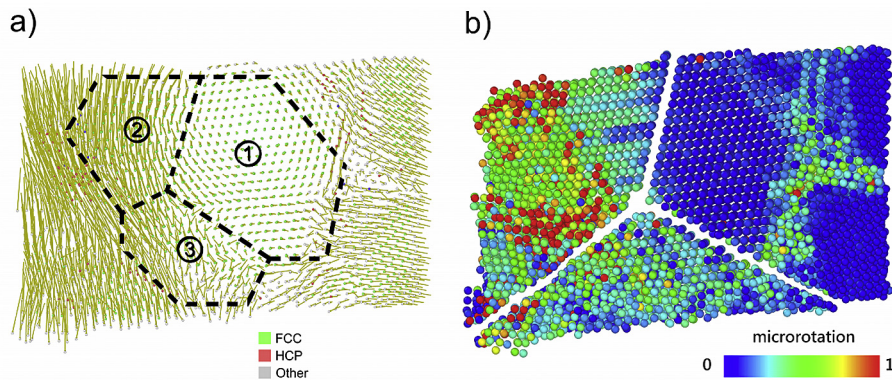 a)
b)
②
①
③
FCC
HCP
Other
microrotation
0
1